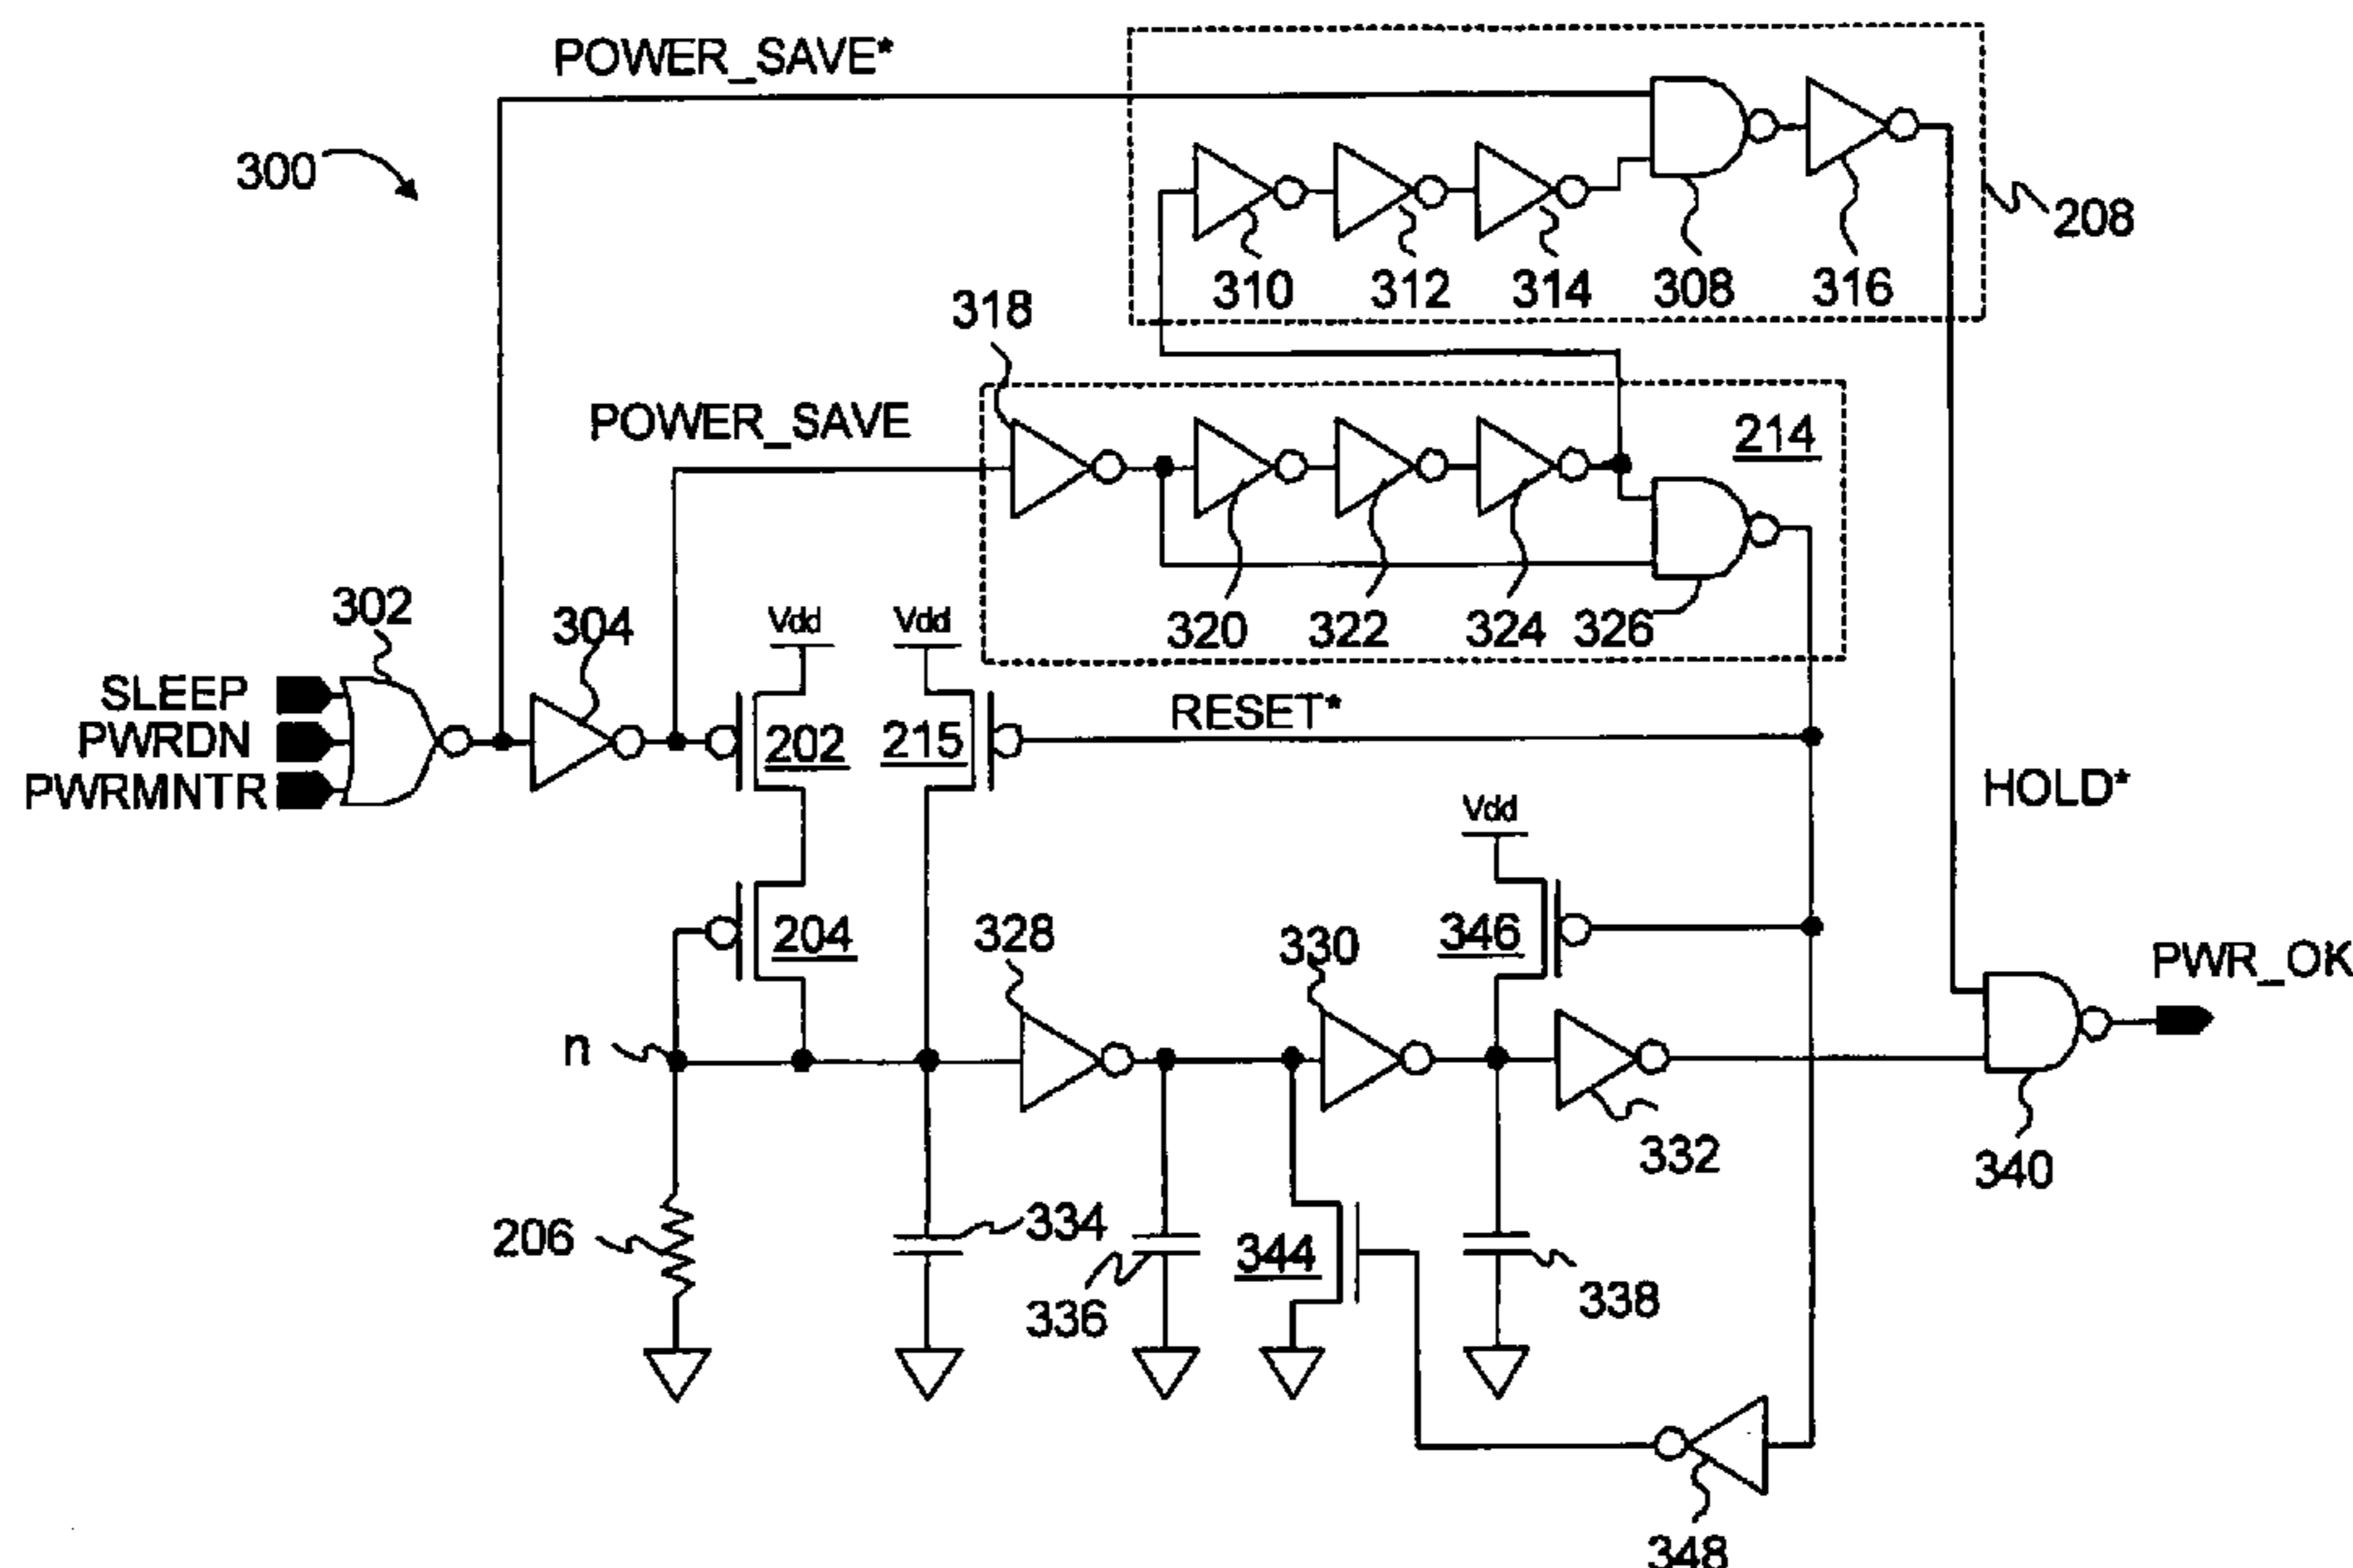 POWER_SAVE*
300
208
310
312
314
308
316
318
POWER_SAVE
214
302
304
Vdd
Vdd
320
322
324
326
SLEEP
PWRDN
PWRMNTR
202
215
RESET*
HOLD*
Vdd
204
328
330
346
PWR_OK
n
332
340
206
334
336
344
338
348